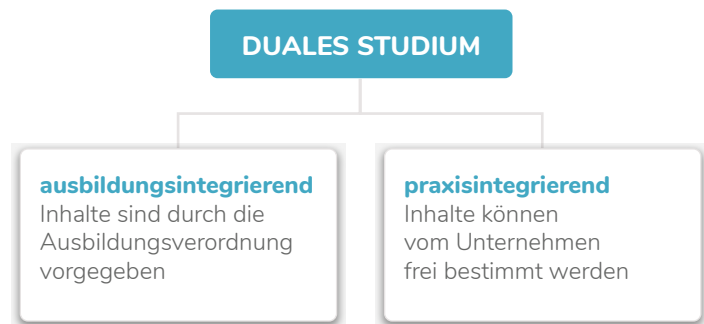 DUALES STUDIUM
ausbildungsintegrierend
Inhalte sind durch die
Ausbildungsverordnung
vorgegeben
praxisintegrierend
Inhalte können
vom Unternehmen
frei bestimmt werden